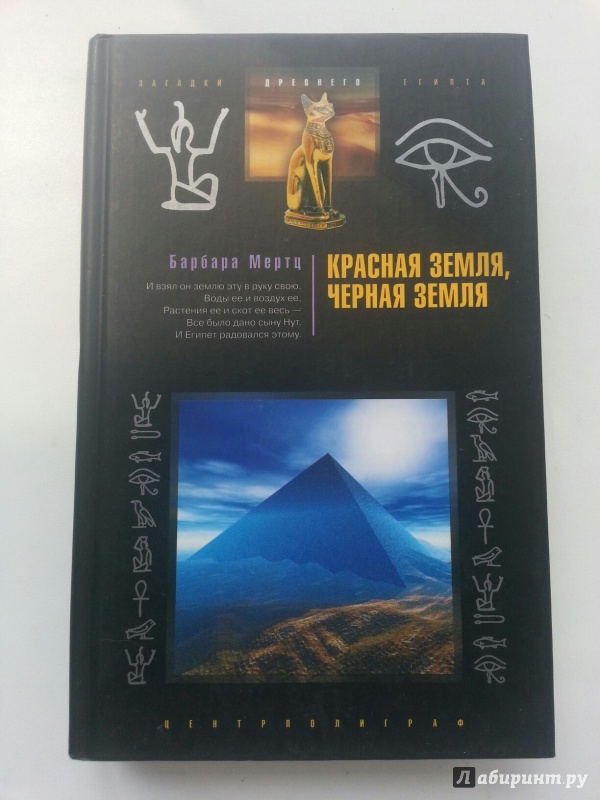 ЗАГАДКИ ДРЕВНЕГО ЕГИПТА
Барбара Мертц
И взял он землю эту в руку свою.
Воды ее и воздух ее.
Растения ее и скот ее весь —
Все было дано сыну Нут.
И Египет радовался этому.
КРАСНАЯ ЗЕМЛЯ,
ЧЕРНАЯ ЗЕМЛЯ
ЦЕНТРПОЛИГРАФ
Лабиринт.ру